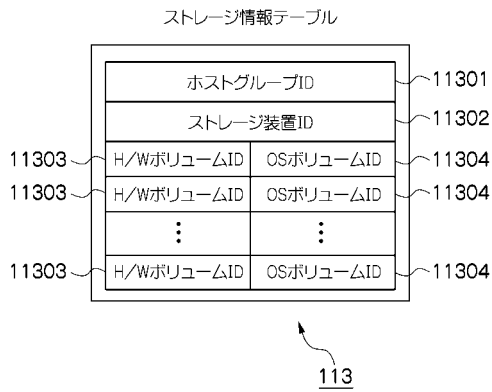 ストレージ情報テーブル
ホストグループID 11301
ストレージ装置ID 11302
11303 H/WボリュームID OSボリュームID 11304
11303 H/WボリュームID OSボリュームID 11304
⋮ ⋮
11303 H/WボリュームID OSボリュームID 11304
113